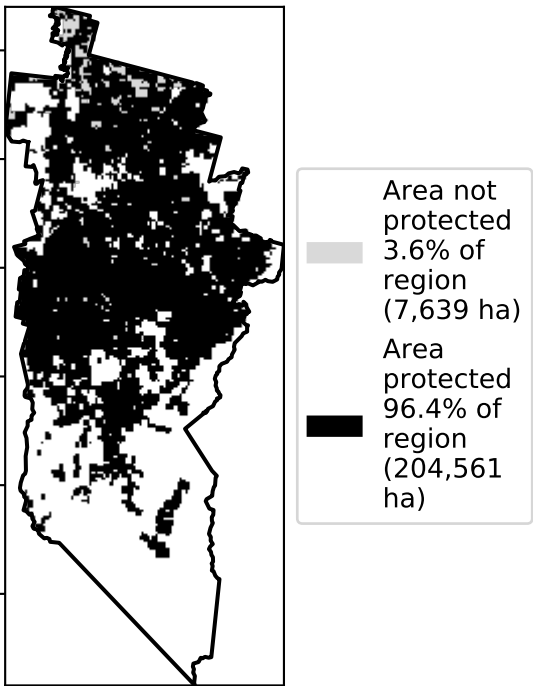 Area not
protected
3.6% of
region
(7,639 ha)
Area
protected
96.4% of
region
(204,561
ha)